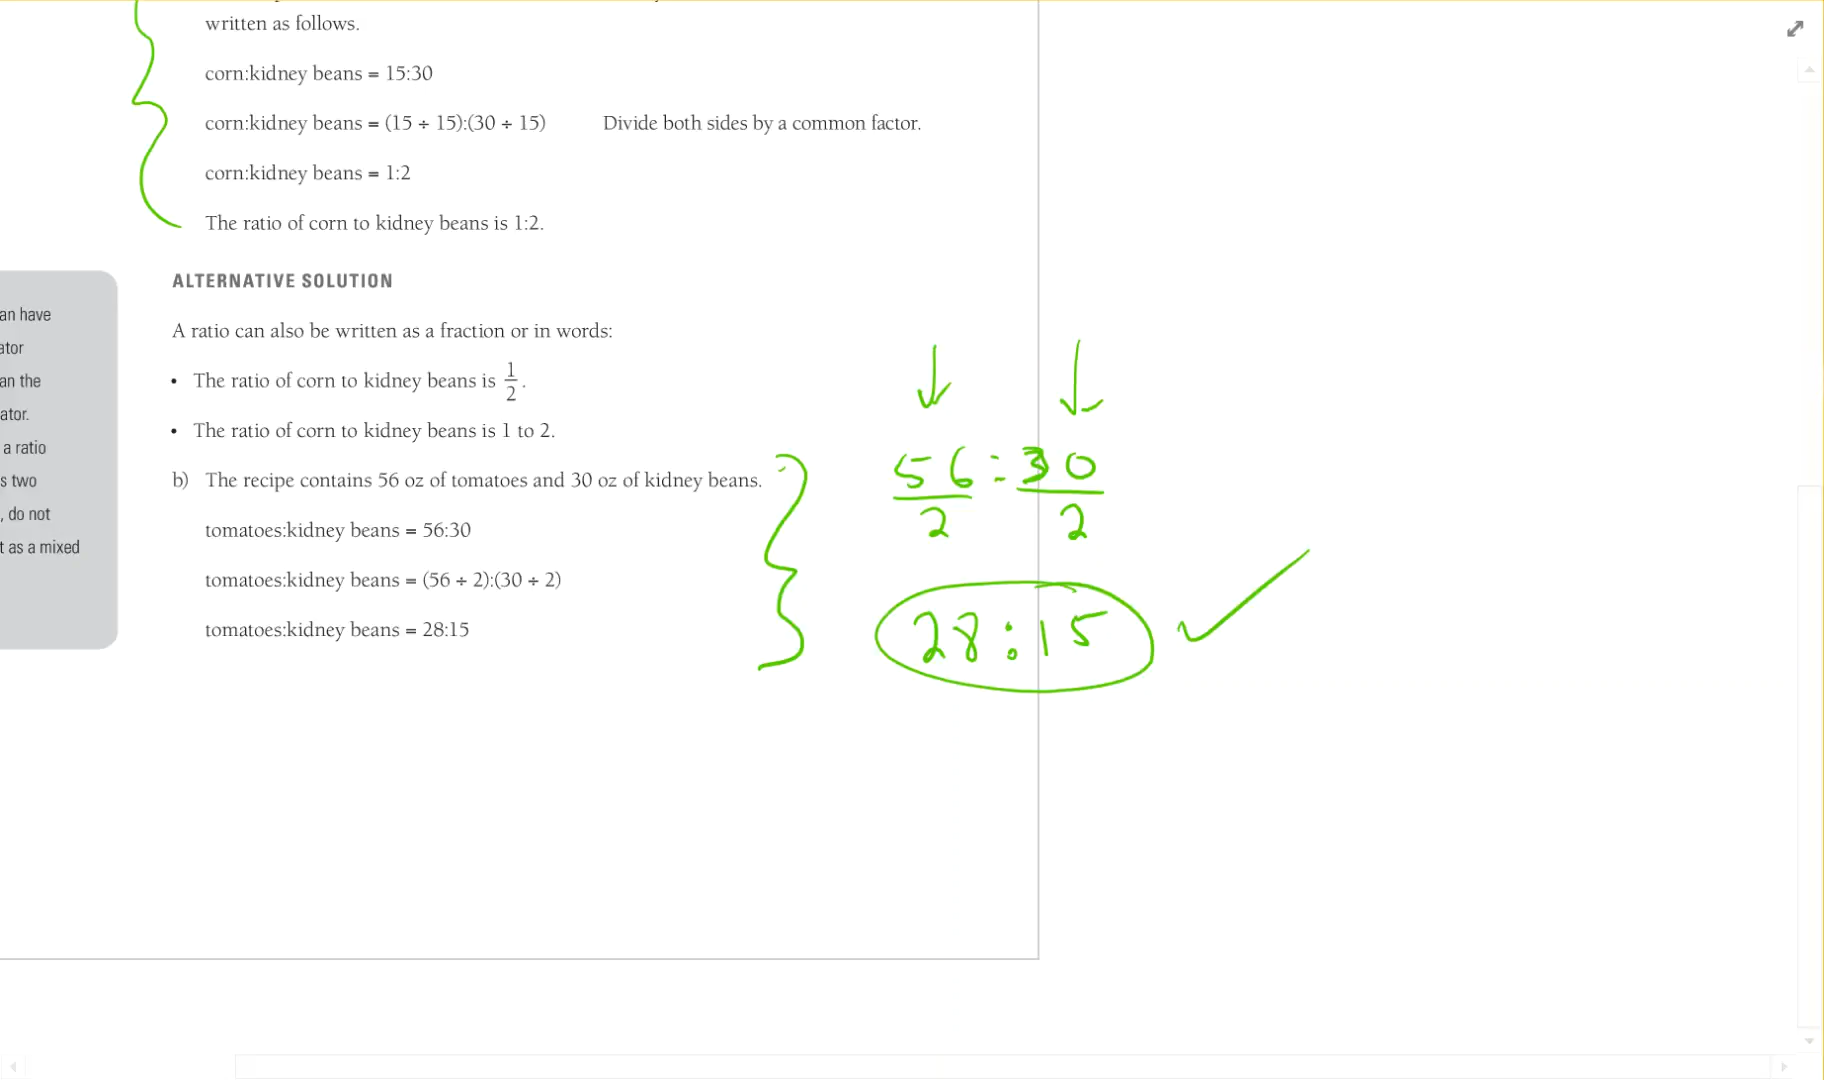 written as follows.
corn:kidney beans = 15:30
corn:kidney beans = (15 ÷ 15):(30 ÷ 15) Divide both sides by a common factor.
corn:kidney beans = 1:2
The ratio of corn to kidney beans is 1:2.
ALTERNATIVE SOLUTION
an have
ator
an the
ator.
a ratio
s two
, do not
t as a mixed
A ratio can also be written as a fraction or in words:
• The ratio of corn to kidney beans is 1/2.
• The ratio of corn to kidney beans is 1 to 2.
b) The recipe contains 56 oz of tomatoes and 30 oz of kidney beans.
tomatoes:kidney beans = 56:30
tomatoes:kidney beans = (56 ÷ 2):(30 ÷ 2)
tomatoes:kidney beans = 28:15
56 : 30
2 2
28:15